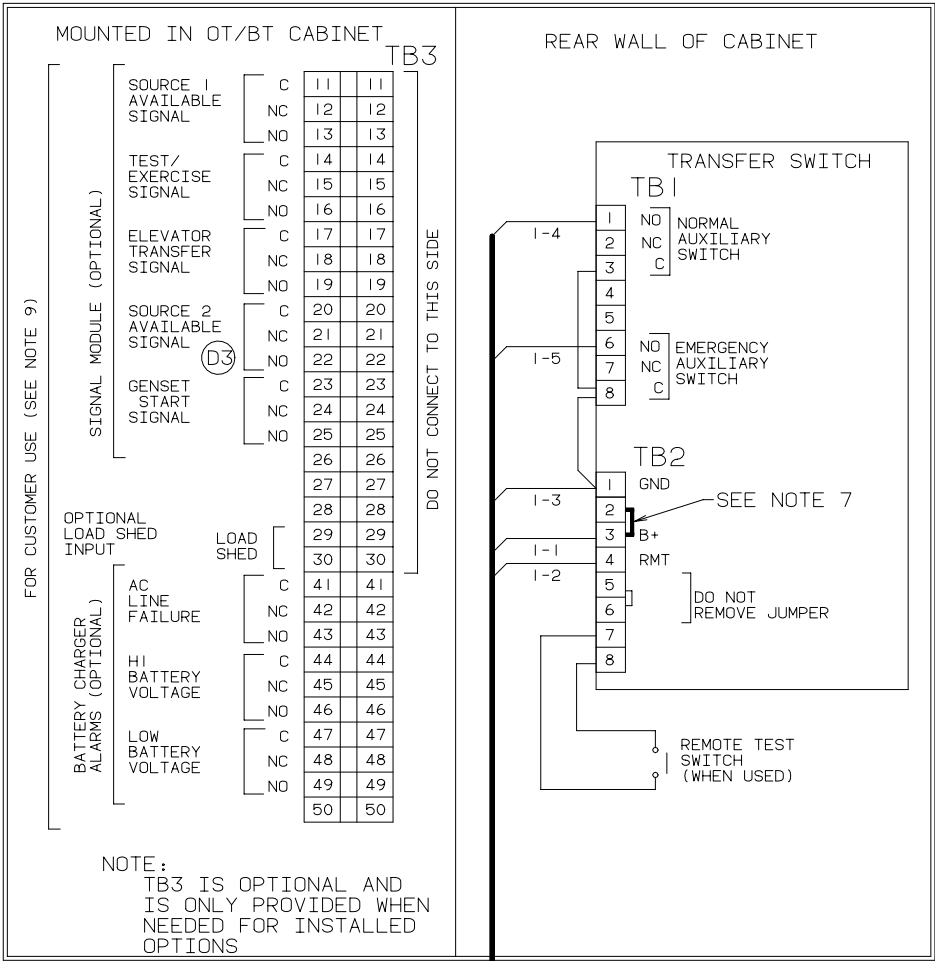 MOUNTED IN OT/BT CABINET
TB3
FOR CUSTOMER USE (SEE NOTE 9)
SIGNAL MODULE (OPTIONAL)
SOURCE 1
AVAILABLE
SIGNAL
C 11 11
NC 12 12
NO 13 13
TEST/
EXERCISE
SIGNAL
C 14 14
NC 15 15
NO 16 16
ELEVATOR
TRANSFER
SIGNAL
C 17 17
NC 18 18
NO 19 19
SOURCE 2
AVAILABLE
SIGNAL
D3
C 20 20
NC 21 21
NO 22 22
GENSET
START
SIGNAL
C 23 23
NC 24 24
NO 25 25
26 26
27 27
28 28
OPTIONAL
LOAD SHED
INPUT
LOAD
SHED
29 29
30 30
DO NOT CONNECT TO THIS SIDE
BATTERY CHARGER
ALARMS (OPTIONAL)
AC
LINE
FAILURE
C 41 41
NC 42 42
NO 43 43
HI
BATTERY
VOLTAGE
C 44 44
NC 45 45
NO 46 46
LOW
BATTERY
VOLTAGE
C 47 47
NC 48 48
NO 49 49
50 50
NOTE:
TB3 IS OPTIONAL AND
IS ONLY PROVIDED WHEN
NEEDED FOR INSTALLED
OPTIONS
REAR WALL OF CABINET
TRANSFER SWITCH
TB1
1 NO
2 NC
3 C
NORMAL
AUXILIARY
SWITCH
4
5
6 NO
7 NC
8 C
EMERGENCY
AUXILIARY
SWITCH
1-4
1-5
TB2
1 GND
2
3 B+
4 RMT
5
6
7
8
SEE NOTE 7
1-3
1-1
1-2
DO NOT
REMOVE JUMPER
REMOTE TEST
SWITCH
(WHEN USED)